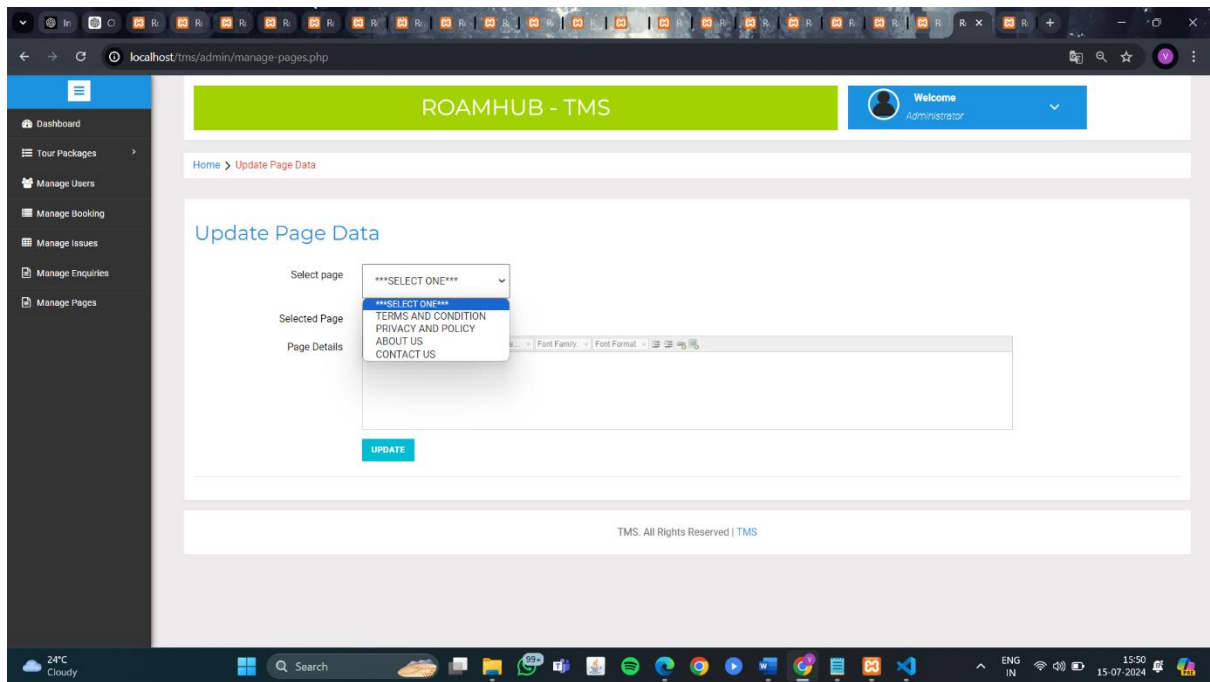 localhost/tms/admin/manage-pages.php
ROAMHUB - TMS
Welcome
Administrator
Dashboard
Tour Packages
Manage Users
Manage Booking
Manage Issues
Manage Enquiries
Manage Pages
Home > Update Page Data
Update Page Data
Select page
***SELECT ONE***
***SELECT ONE***
TERMS AND CONDITION
PRIVACY AND POLICY
ABOUT US
CONTACT US
Selected Page
Page Details
Font Family.
Font Format
UPDATE
TMS. All Rights Reserved | TMS
24°C
Cloudy
Search
99+
ENG
IN
15:50
15-07-2024